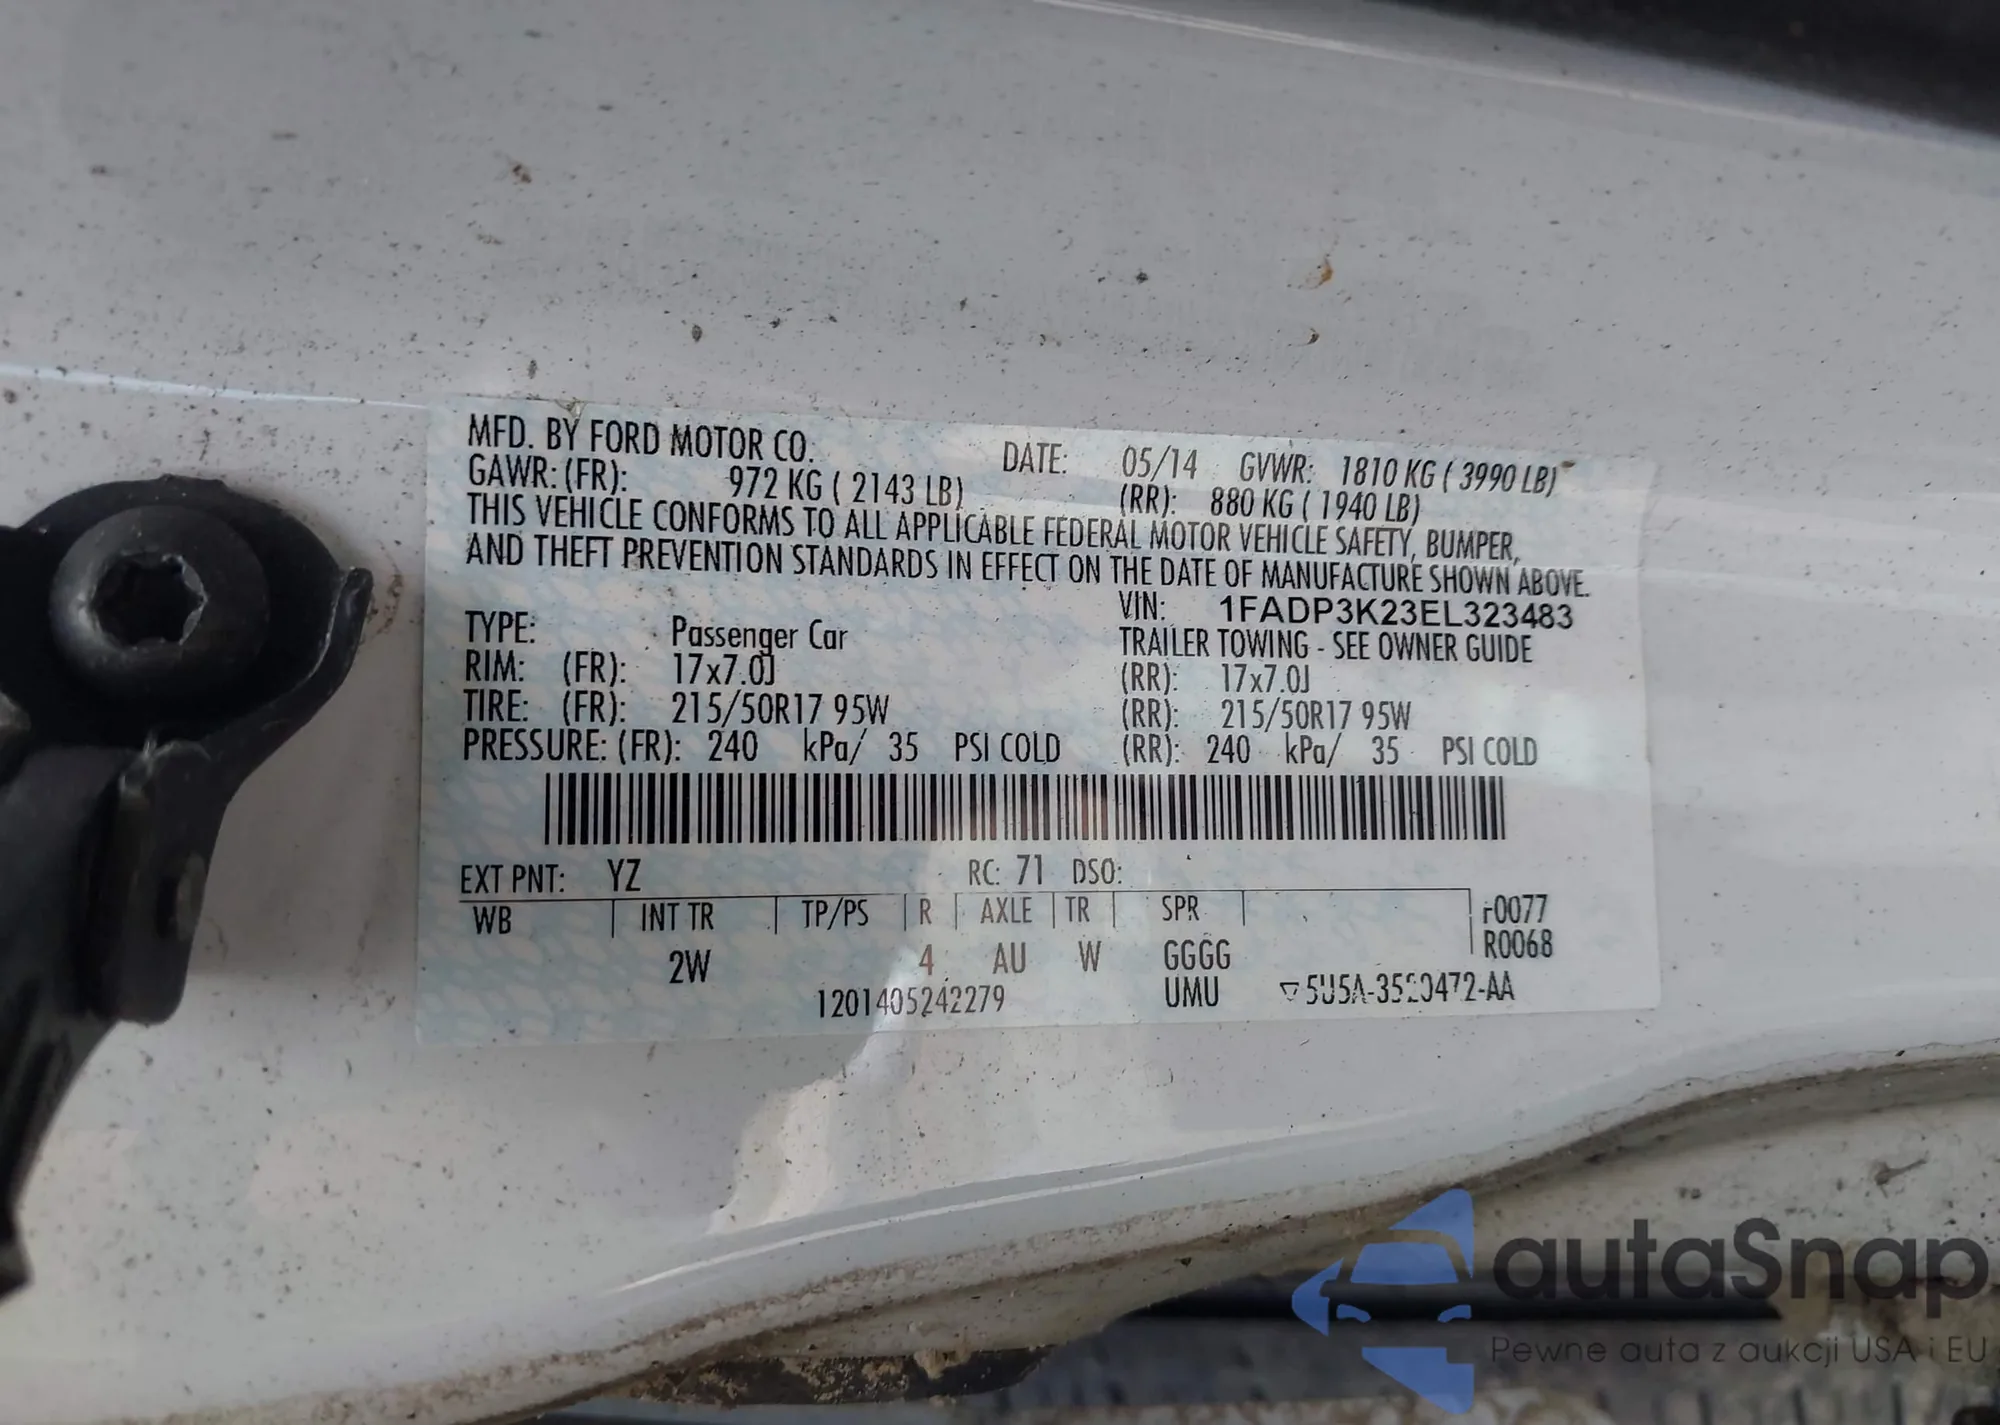 MFD. BY FORD MOTOR CO. DATE: 05/14 GVWR: 1810 KG ( 3990 LB)
GAWR: (FR): 972 KG ( 2143 LB) (RR): 880 KG ( 1940 LB)
THIS VEHICLE CONFORMS TO ALL APPLICABLE FEDERAL MOTOR VEHICLE SAFETY, BUMPER,
AND THEFT PREVENTION STANDARDS IN EFFECT ON THE DATE OF MANUFACTURE SHOWN ABOVE.
VIN: 1FADP3K23EL323483
TYPE: Passenger Car TRAILER TOWING - SEE OWNER GUIDE
RIM: (FR): 17x7.0J (RR): 17x7.0J
TIRE: (FR): 215/50R17 95W (RR): 215/50R17 95W
PRESSURE: (FR): 240 kPa/ 35 PSI COLD (RR): 240 kPa/ 35 PSI COLD
EXT PNT: YZ RC: 71 DSO:
WB INT TR TP/PS R AXLE TR SPR r0077
R0068
2W 4 AU W GGGG
1201405242279 UMU
autaSnap
Pewne auta z aukcji USA i EU